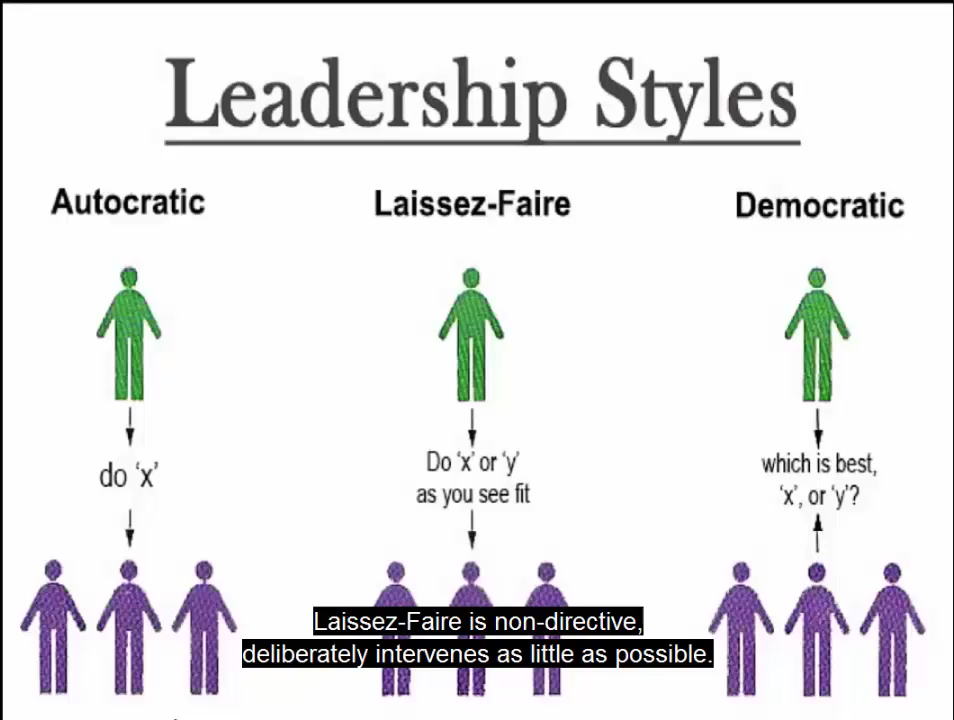 Leadership Styles
Autocratic
Laissez-Faire
Democratic
do 'x'
Do 'x' or 'y'
as you see fit
which is best,
'x', or 'y'?
Laissez-Faire is non-directive,
deliberately intervenes as little as possible.